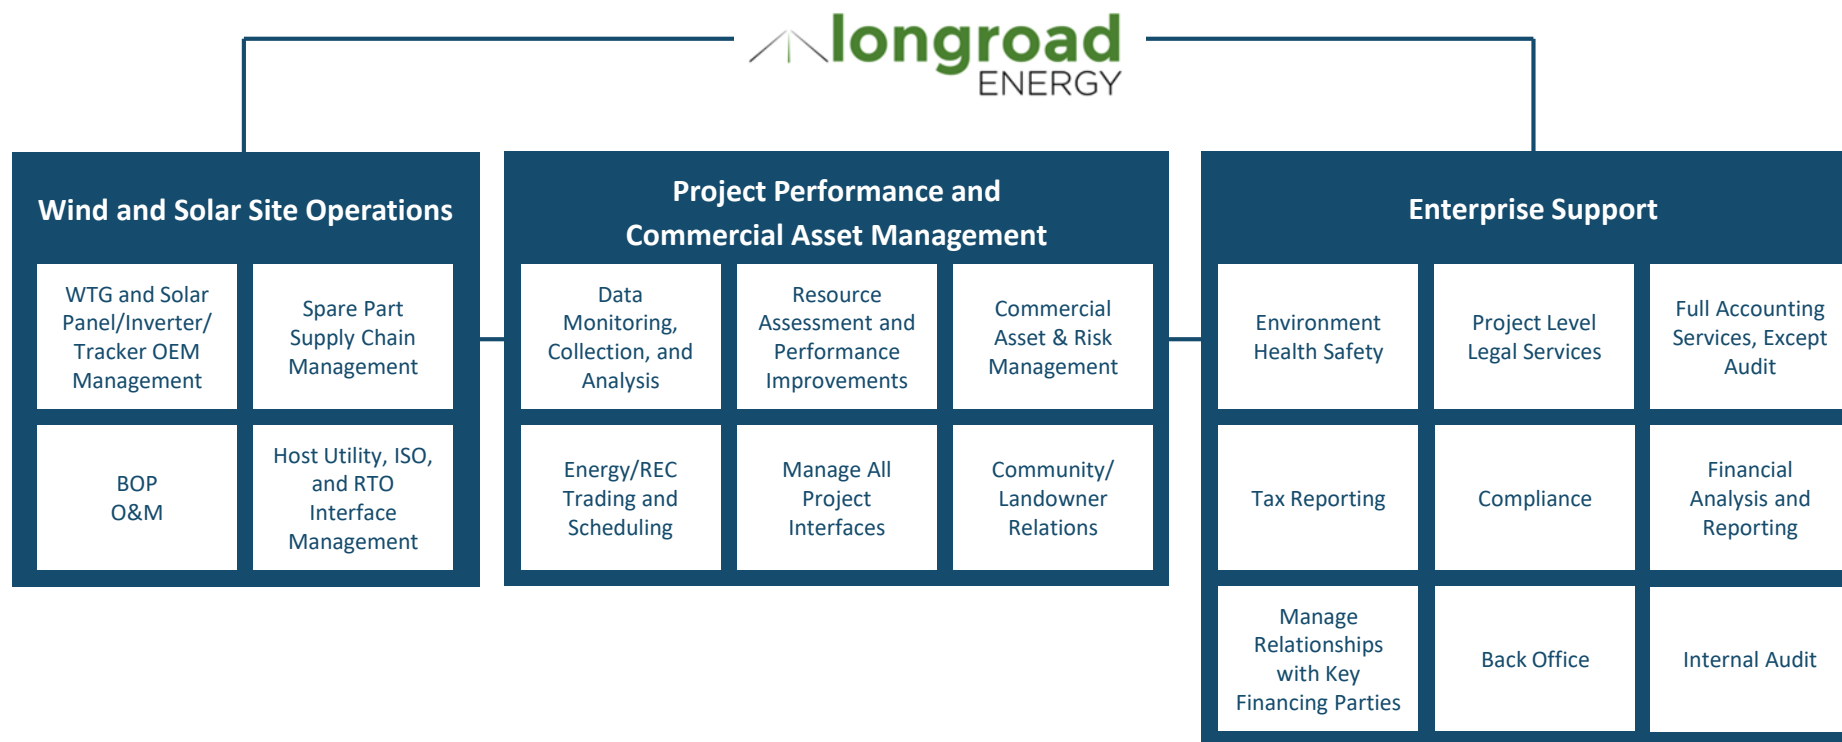 longroad
ENERGY
Wind and Solar Site Operations
WTG and Solar
Panel/Inverter/
Tracker OEM
Management
Spare Part
Supply Chain
Management
BOP
O&M
Host Utility, ISO,
and RTO
Interface
Management
Project Performance and
Commercial Asset Management
Data
Monitoring,
Collection, and
Analysis
Resource
Assessment and
Performance
Improvements
Commercial
Asset & Risk
Management
Energy/REC
Trading and
Scheduling
Manage All
Project
Interfaces
Community/
Landowner
Relations
Enterprise Support
Environment
Health Safety
Project Level
Legal Services
Full Accounting
Services, Except
Audit
Tax Reporting
Compliance
Financial
Analysis and
Reporting
Manage
Relationships
with Key
Financing Parties
Back Office
Internal Audit